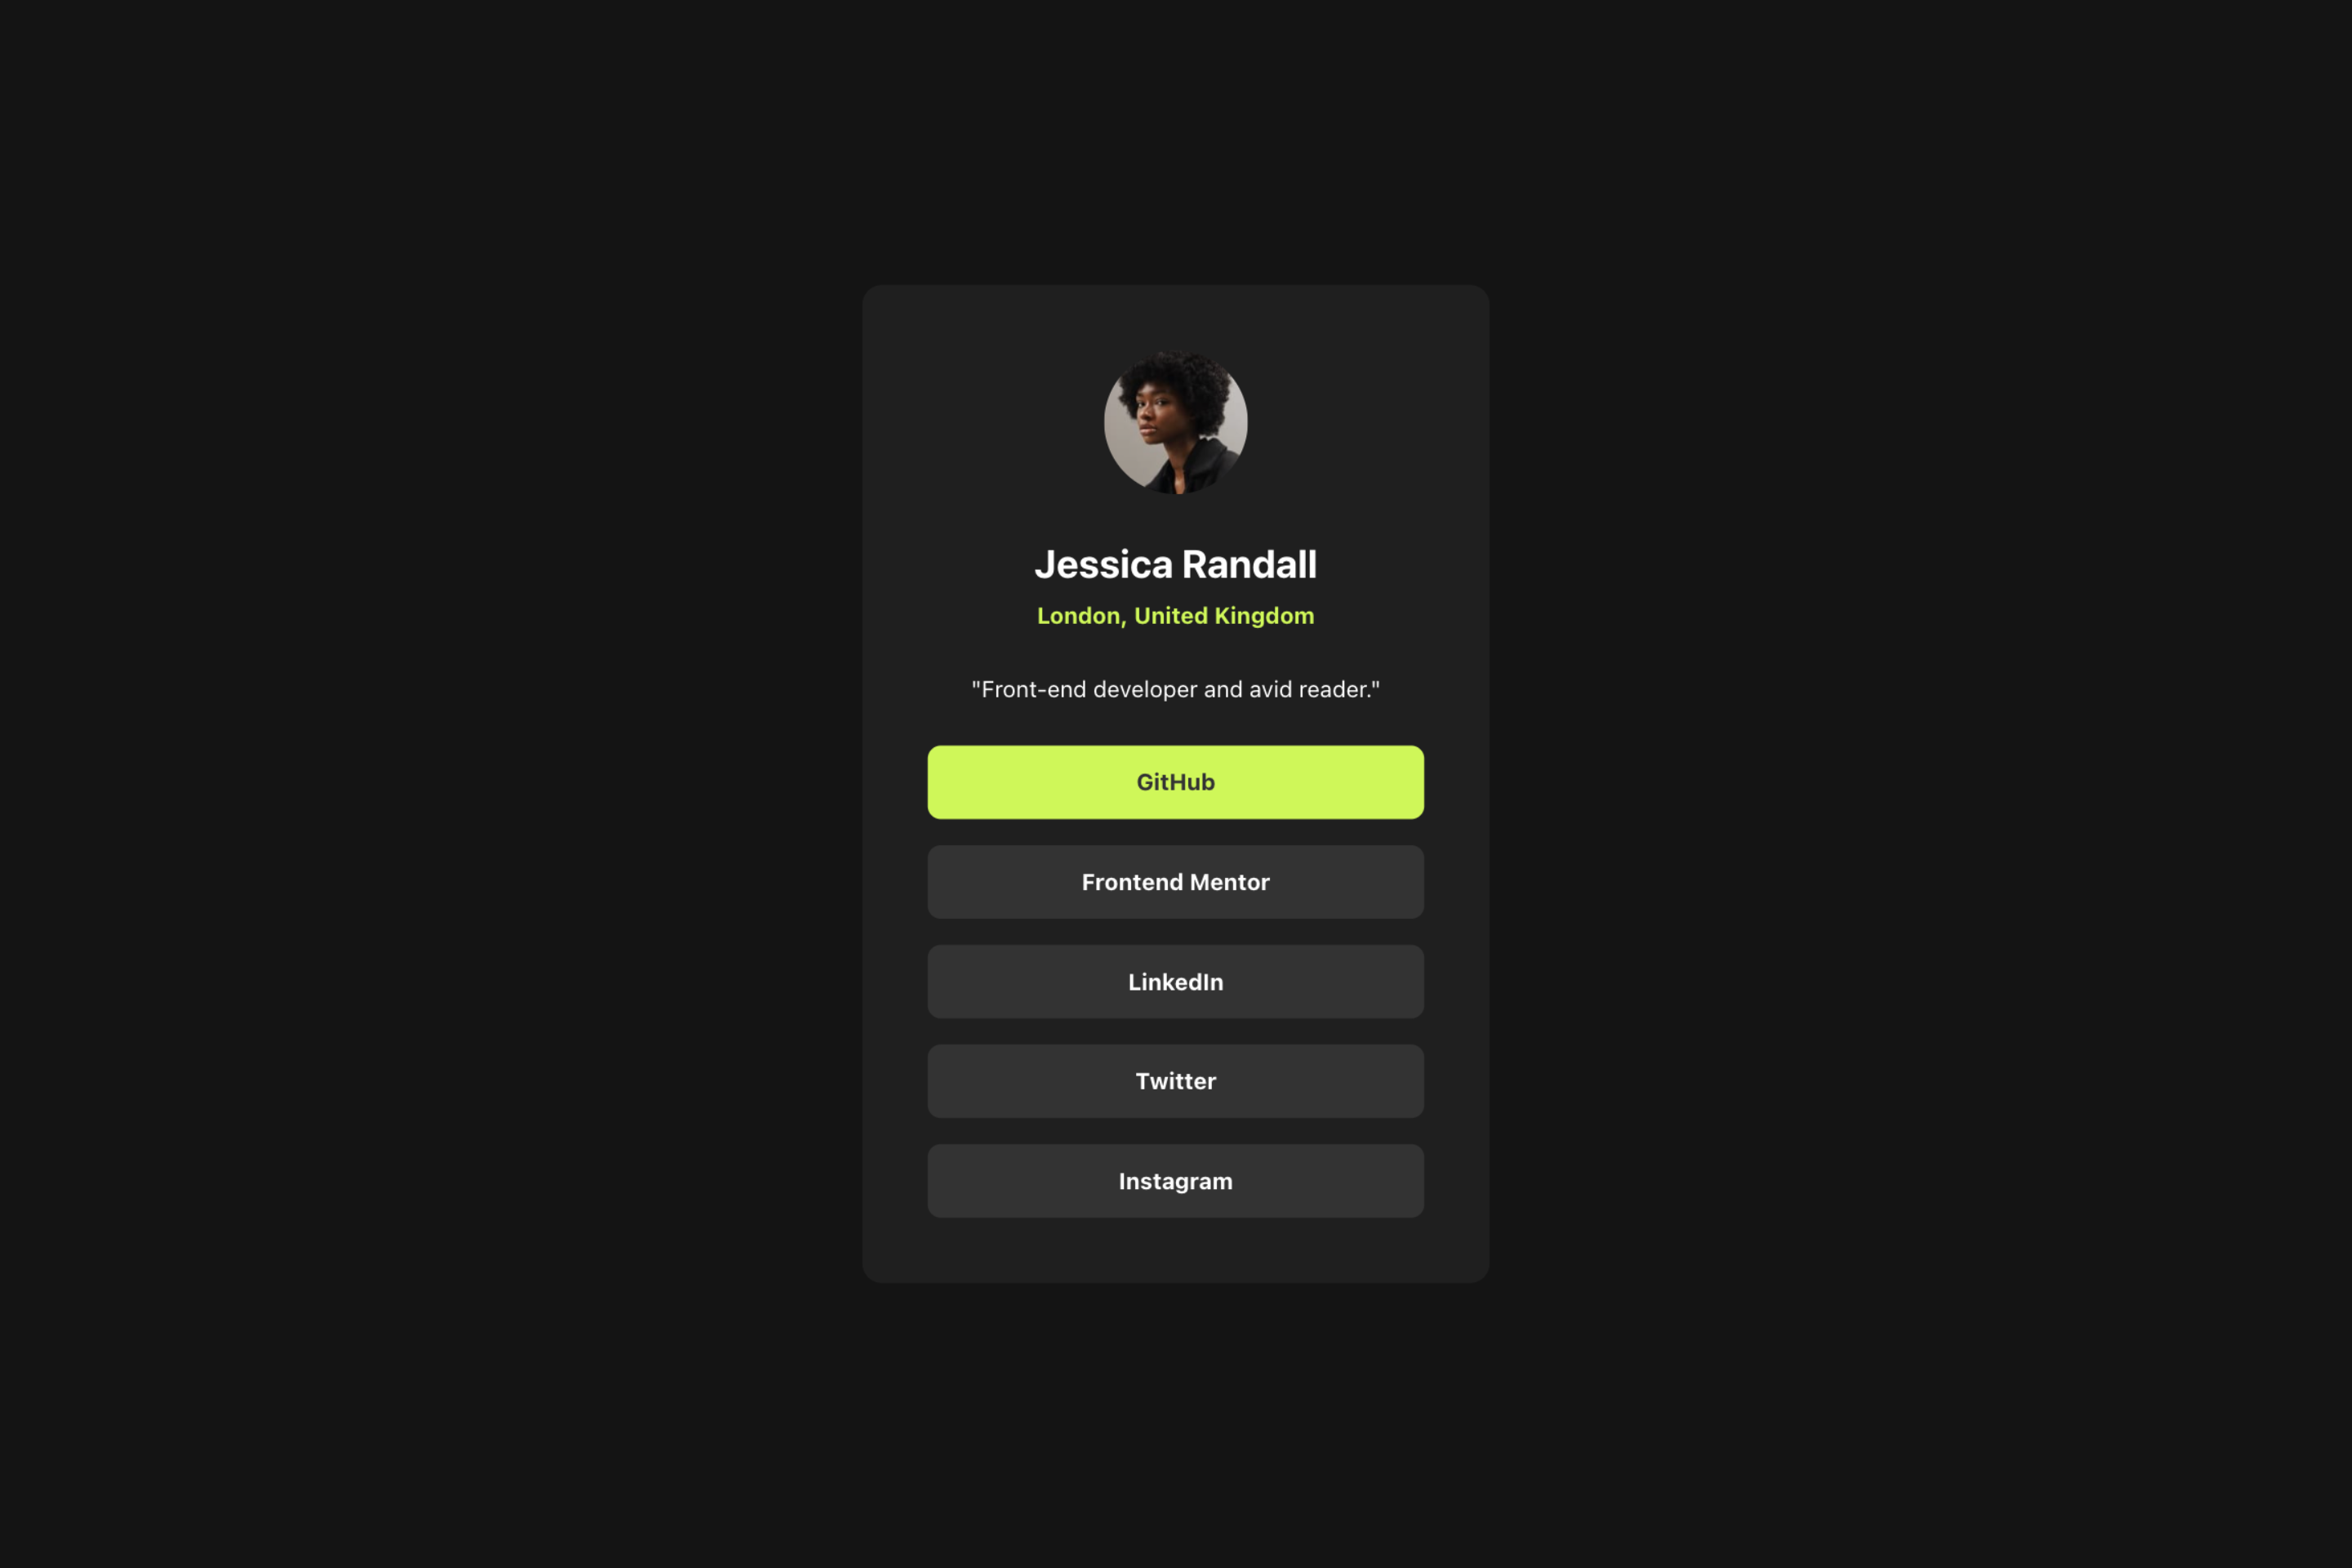 Jessica Randall
London, United Kingdom
"Front-end developer and avid reader."
GitHub
Frontend Mentor
LinkedIn
Twitter
Instagram